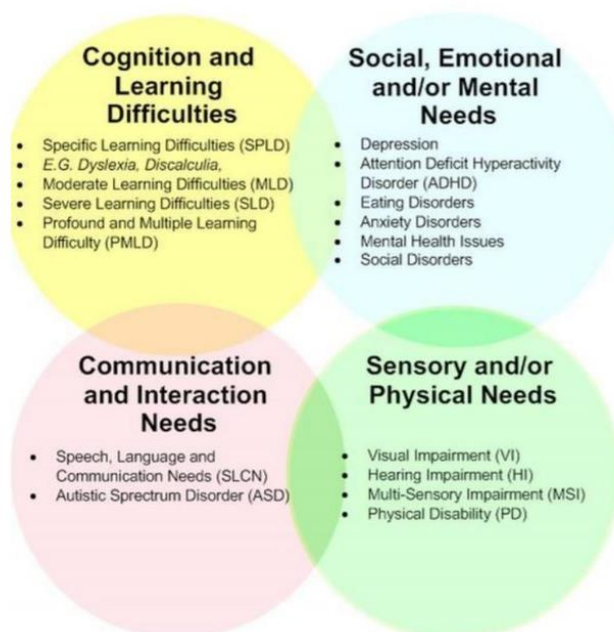 Cognition and
Learning
Difficulties
• Specific Learning Difficulties (SPLD)
• E.G. Dyslexia, Discalculia,
• Moderate Learning Difficulties (MLD)
• Severe Learning Difficulties (SLD)
• Profound and Multiple Learning
Difficulty (PMLD)
Social, Emotional
and/or Mental
Needs
• Depression
• Attention Deficit Hyperactivity
Disorder (ADHD)
• Eating Disorders
• Anxiety Disorders
• Mental Health Issues
• Social Disorders
Communication
and Interaction
Needs
• Speech, Language and
Communication Needs (SLCN)
• Autistic Sprectrum Disorder (ASD)
Sensory and/or
Physical Needs
• Visual Impairment (VI)
• Hearing Impairment (HI)
• Multi-Sensory Impairment (MSI)
• Physical Disability (PD)